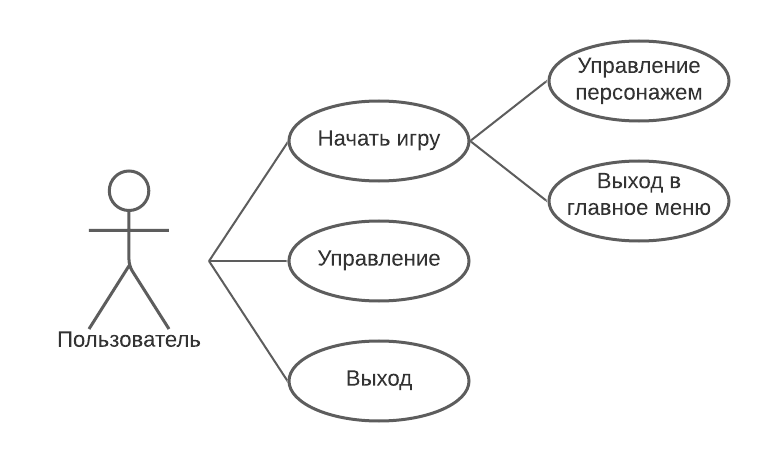 Управление
персонажем
Начать игру
Выход в
главное меню
Управление
Пользователь
Выход